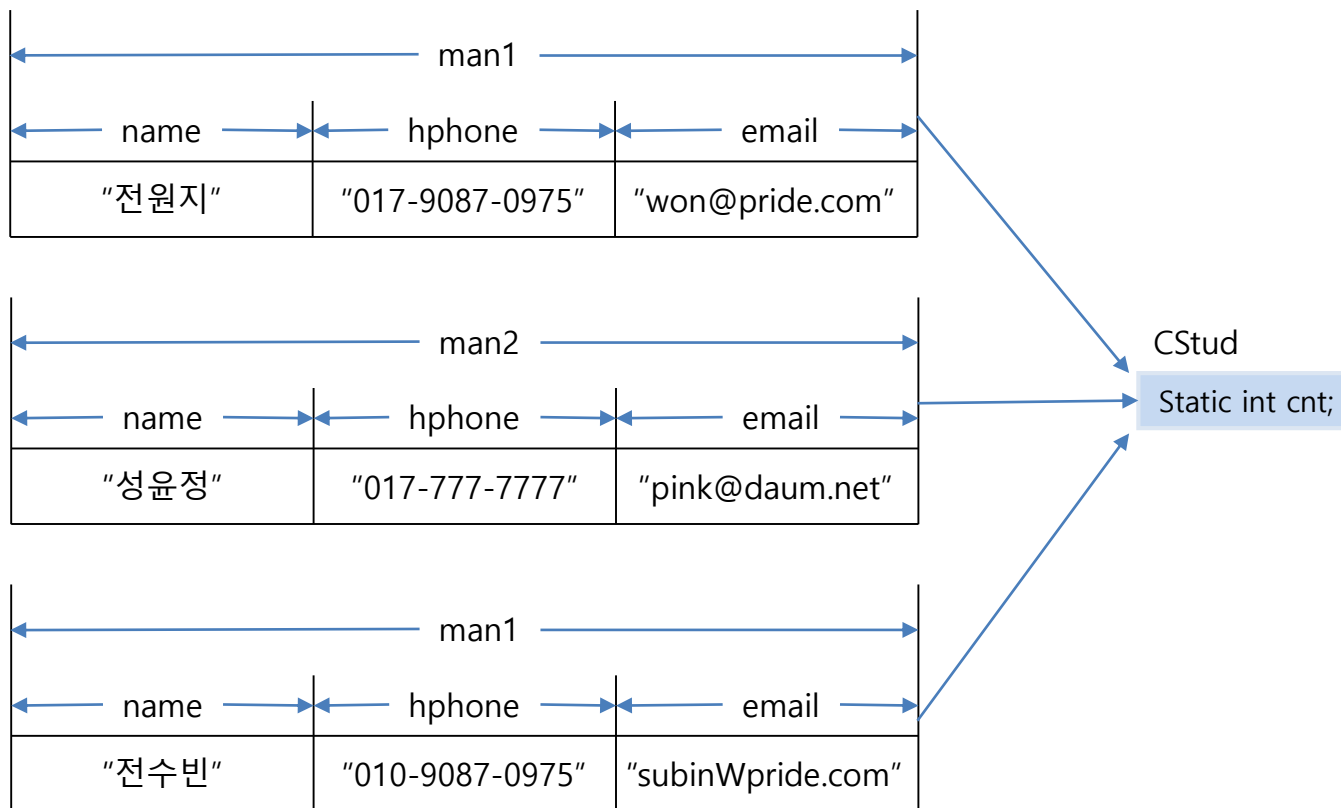 man1
name hphone email
"전원지" "017-9087-0975" "won@pride.com"
man2
name hphone email
"성윤정" "017-777-7777" "pink@daum.net"
CStud
Static int cnt;
man1
name hphone email
"전수빈" "010-9087-0975" "subinWpride.com"